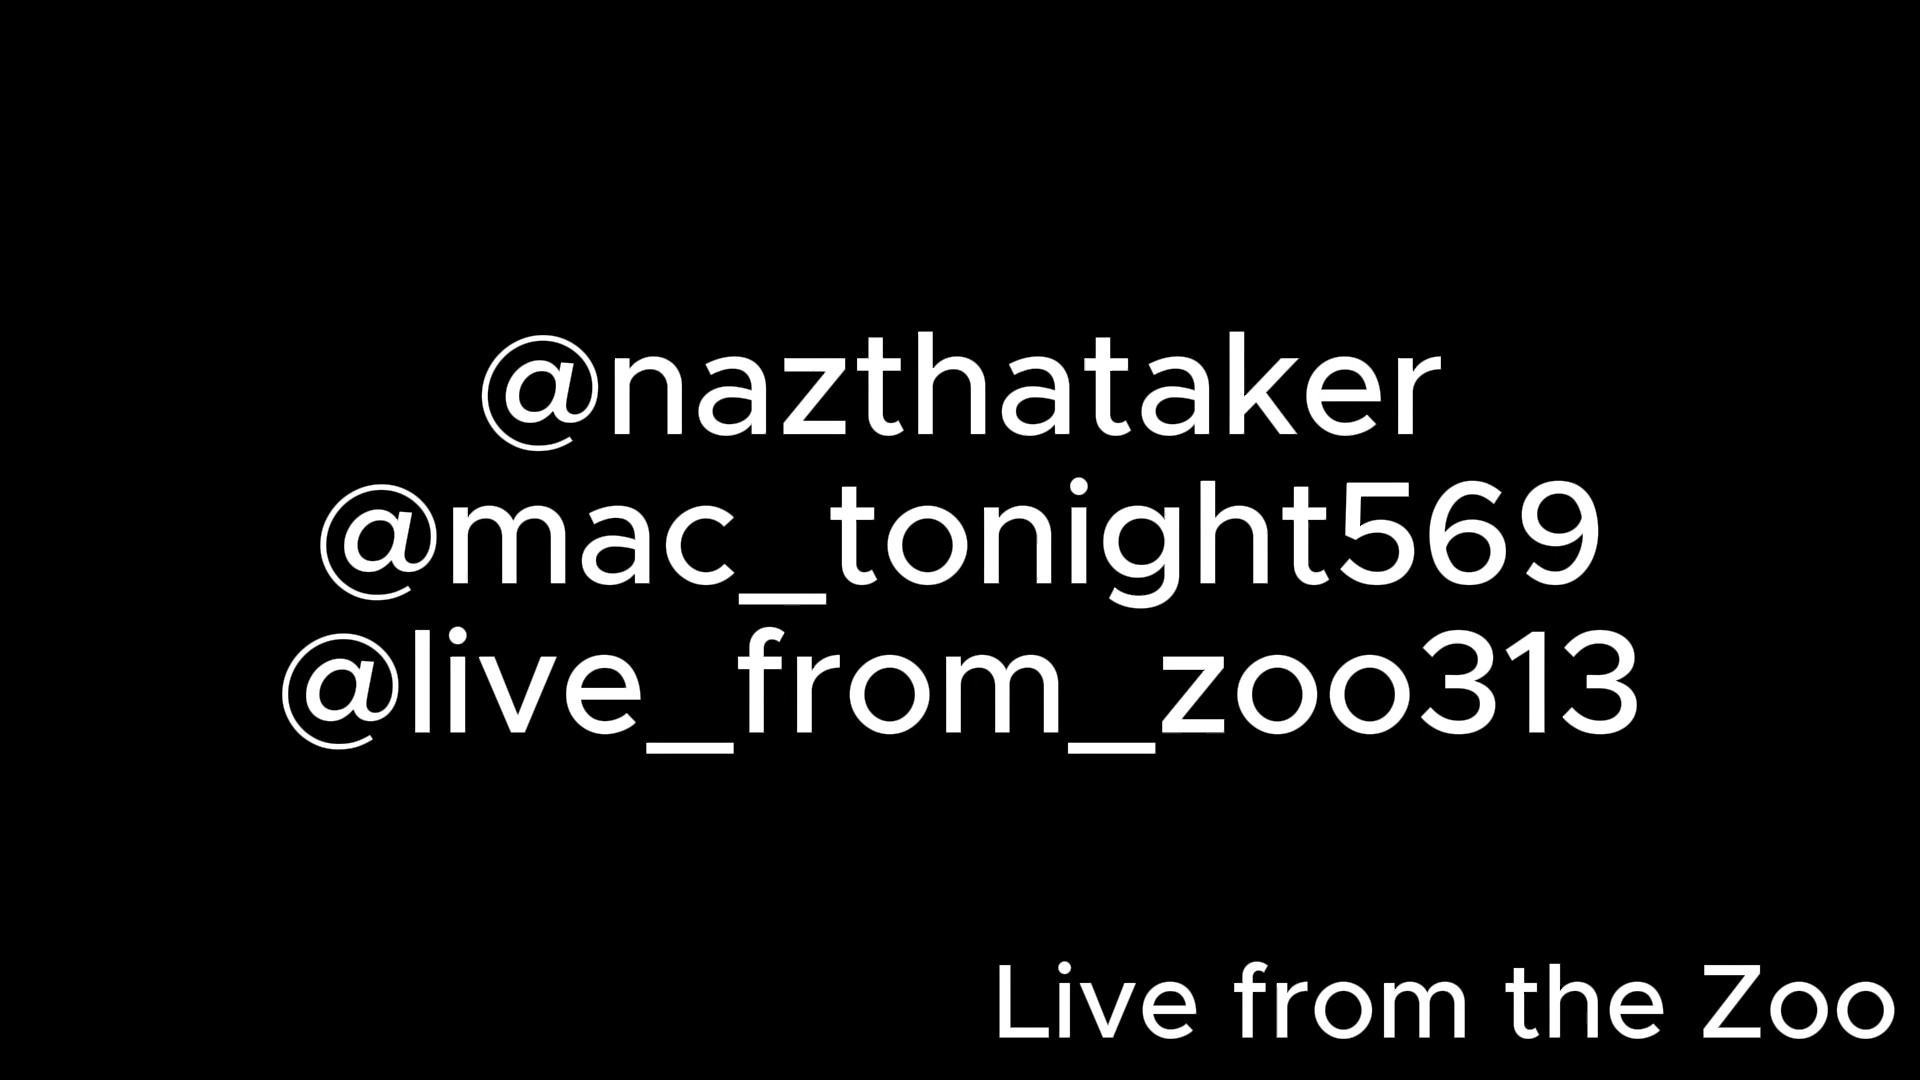 @nazthataker
@mac_tonight569
@live_from_zoo313
Live from the Zoo